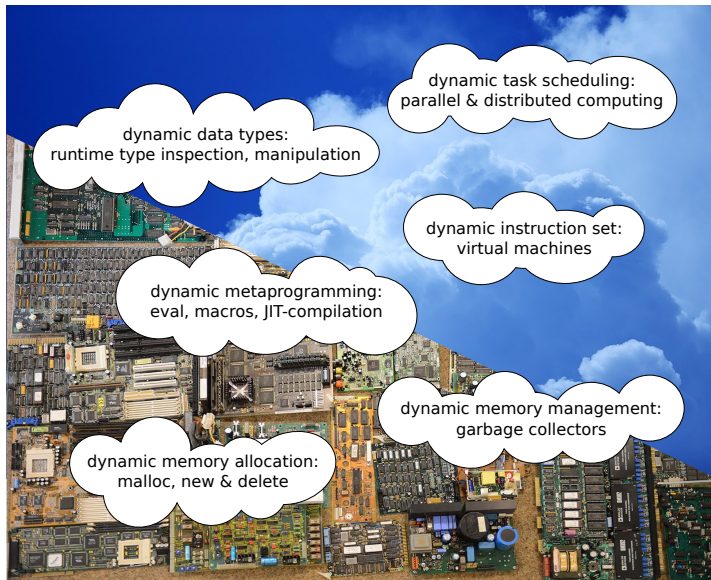 dynamic task scheduling:
parallel & distributed computing
dynamic data types:
runtime type inspection, manipulation
dynamic instruction set:
virtual machines
dynamic metaprogramming:
eval, macros, JIT-compilation
dynamic memory management:
garbage collectors
dynamic memory allocation:
malloc, new & delete